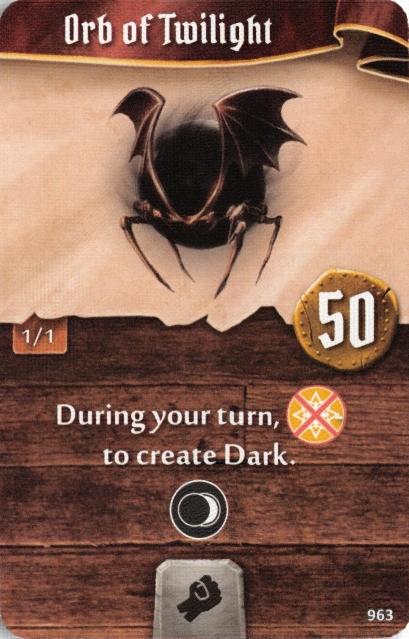 Orb of Twilight
50
1/1
During your turn,
to create Dark.
963